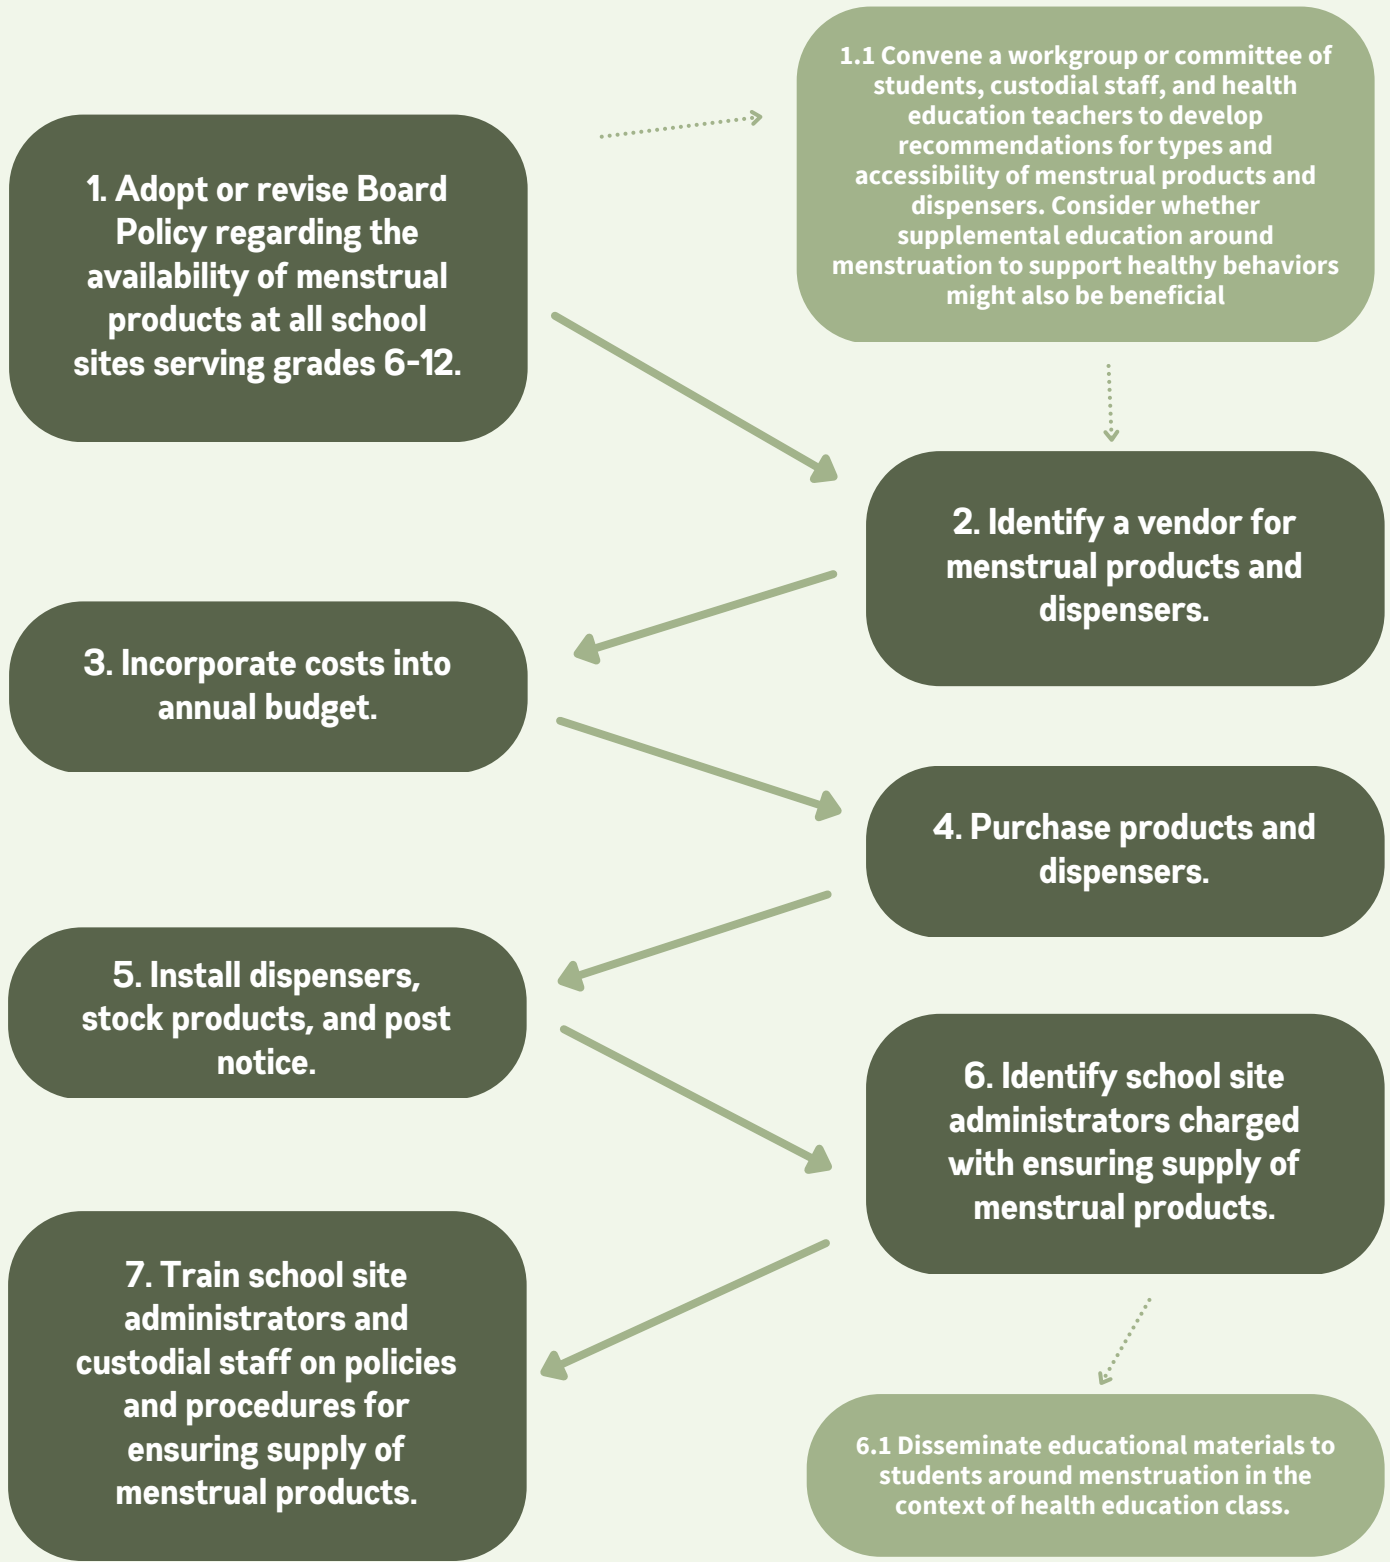 1. Adopt or revise Board
Policy regarding the
availability of menstrual
products at all school
sites serving grades 6-12.
1.1 Convene a workgroup or committee of
students, custodial staff, and health
education teachers to develop
recommendations for types and
accessibility of menstrual products and
dispensers. Consider whether
supplemental education around
menstruation to support healthy behaviors
might also be beneficial
2. Identify a vendor for
menstrual products and
dispensers.
3. Incorporate costs into
annual budget.
4. Purchase products and
dispensers.
5. Install dispensers,
stock products, and post
notice.
6. Identify school site
administrators charged
with ensuring supply of
menstrual products.
6.1 Disseminate educational materials to
students around menstruation in the
context of health education class.
7. Train school site
administrators and
custodial staff on policies
and procedures for
ensuring supply of
menstrual products.